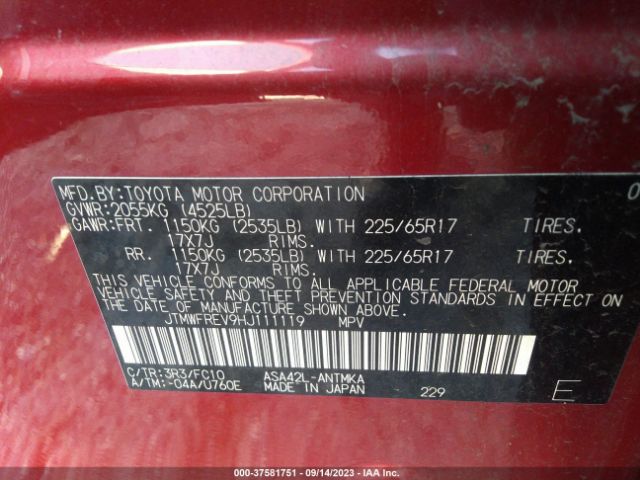 MFD.BY:TOYOTA MOTOR CORPORATION 0
GVWR:2055KG (4525LB)
GAWR:FRT. 1150KG (2535LB) WITH 225/65R17 TIRES.
17X7J RIMS.
RR. 1150KG (2535LB) WITH 225/65R17 TIRES.
17X7J RIMS.
THIS VEHICLE CONFORMS TO ALL APPLICABLE FEDERAL MOTOR
VEHICLE SAFETY AND THEFT PREVENTION STANDARDS IN EFFECT ON
THE DATE OF MANUFACTURE SHOWN ABOVE.
JTMWFREV9HJ111119 MPV
C/TR:3R3/FC10 ASA42L-ANTMKA
A/TM:-04A/U760E MADE IN JAPAN 229 E
000-37581751 — 09/14/2023 — IAA Inc.